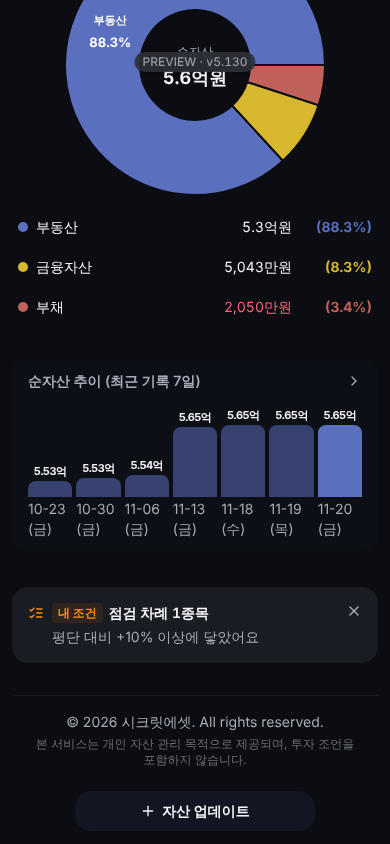 부동산
88.3%
순자산
PREVIEW · v5.130
5.6억원
부동산 5.3억원 (88.3%)
금융자산 5,043만원 (8.3%)
부채 2,050만원 (3.4%)
순자산 추이 (최근 기록 7일)
5.53억 5.53억 5.54억 5.65억 5.65억 5.65억 5.65억
10-23 10-30 11-06 11-13 11-18 11-19 11-20
(금) (금) (금) (금) (수) (목) (금)
내 조건 점검 차례 1종목
평단 대비 +10% 이상에 닿았어요
© 2026 시크릿에셋. All rights reserved.
본 서비스는 개인 자산 관리 목적으로 제공되며, 투자 조언을
포함하지 않습니다.
+ 자산 업데이트